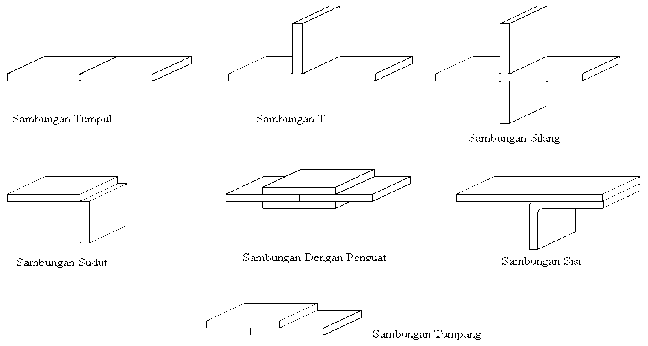 Sambungan Tumpul
Sambungan T
Sambungan Silang
Sambungan Sudut
Sambungan Dengan Penguat
Sambungan Sisi
Sambungan Tumpang